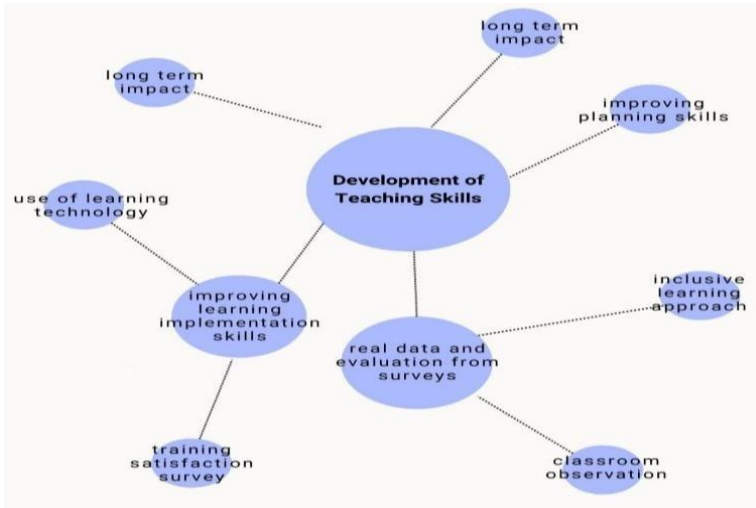 long term
impact
long term
impact
improving
planning skills
Development of
Teaching Skills
use of learning
technology
improving
learning
implementation
skills
inclusive
learning
approach
real data and
evaluation from
surveys
training
satisfaction
survey
classroom
observation